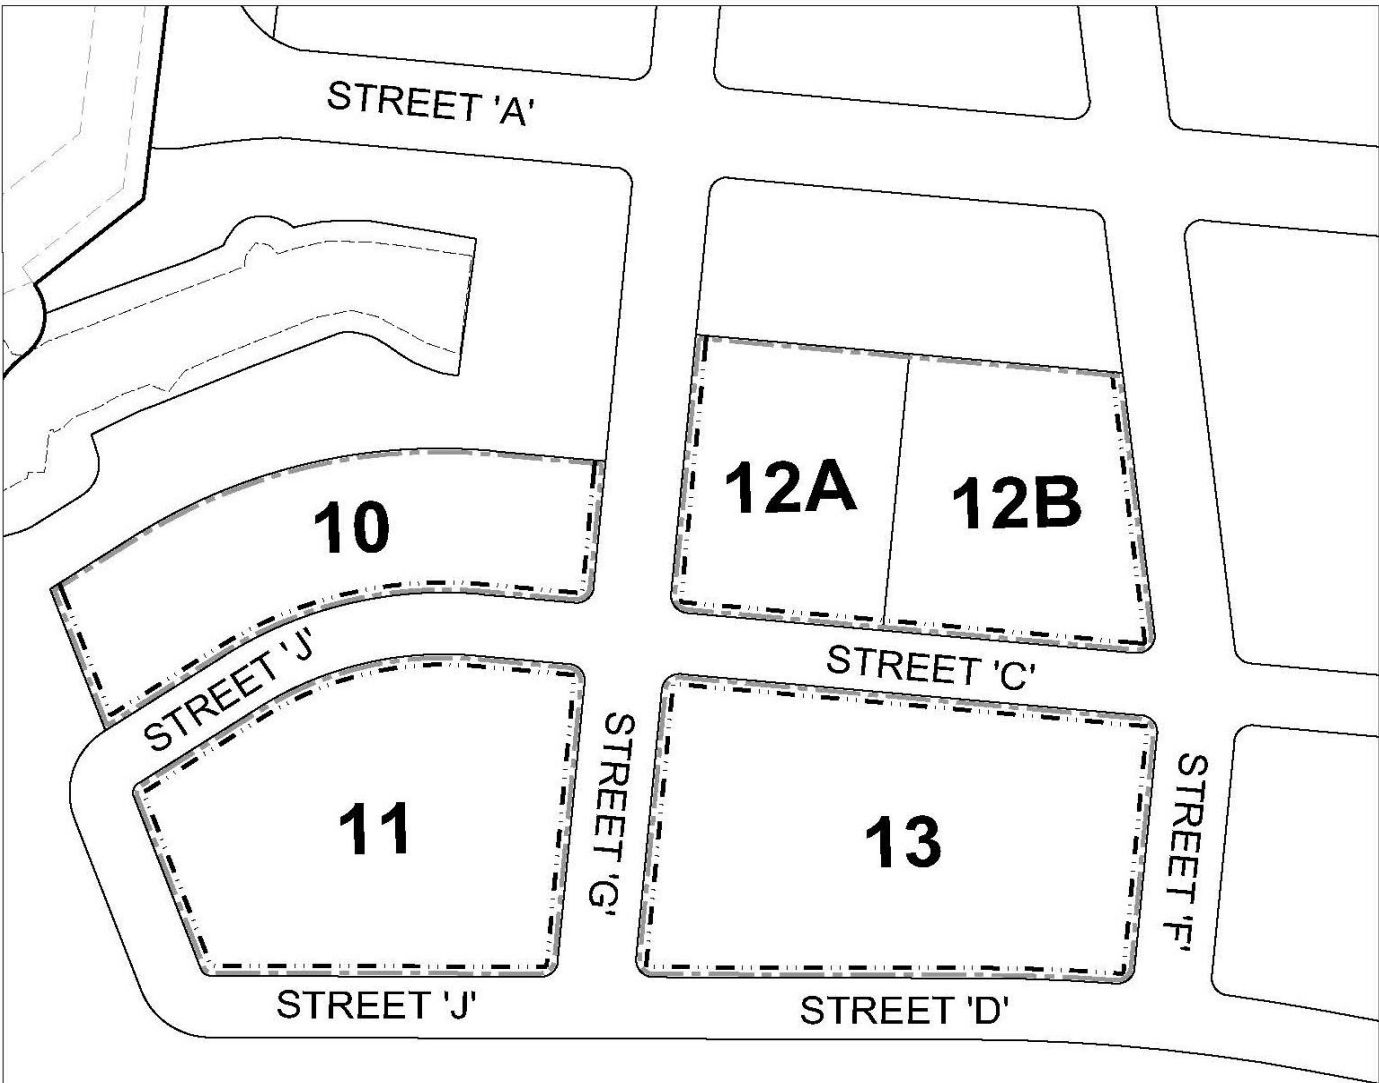 STREET 'A'
12A
12B
10
STREET 'J'
STREET 'C'
11
STREET 'G'
13
STREET 'F'
STREET 'J'
STREET 'D'